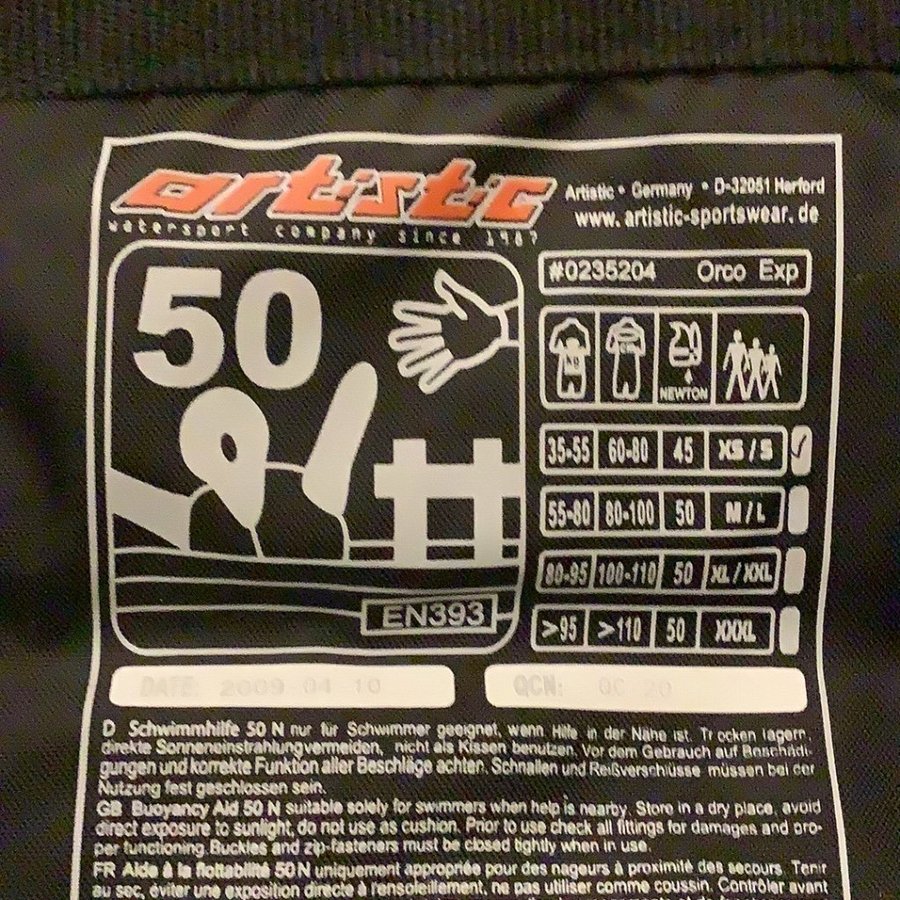 artistic
watersport company since 1987
Artistic • Germany • D-32051 Herford
www.artistic-sportswear.de
#0235204 Orco Exp
50
NEWTON
35-55 60-80 45 XS / S
55-80 80-100 50 M / L
80-95 100-110 50 XL / XXL
>95 >110 50 XXXL
EN393
DATE: 2009-04-10
QCN: QC 20
D Schwimmhilfe 50 N nur für Schwimmer geeignet, wenn Hilfe in der Nähe ist. Trocken lagern,
direkte Sonneneinstrahlungvermeiden, nicht als Kissen benutzen. Vor dem Gebrauch auf Beschädi-
gungen und korrekte Funktion aller Beschläge achten. Schnallen und Reißverschlüsse müssen bei der
Nutzung fest geschlossen sein.
GB Buoyancy Aid 50 N suitable solely for swimmers when help is nearby. Store in a dry place, avoid
direct exposure to sunlight, do not use as cushion. Prior to use check all fittings for damages and pro-
per functioning. Buckles and zip-fasteners must be closed tightly when in use.
FR Aide à la flottabilité 50 N uniquement appropriée pour des nageurs à proximité des secours. Tenir
au sec, éviter une exposition directe à l'ensoleillement, ne pas utiliser comme coussin. Contrôler avant